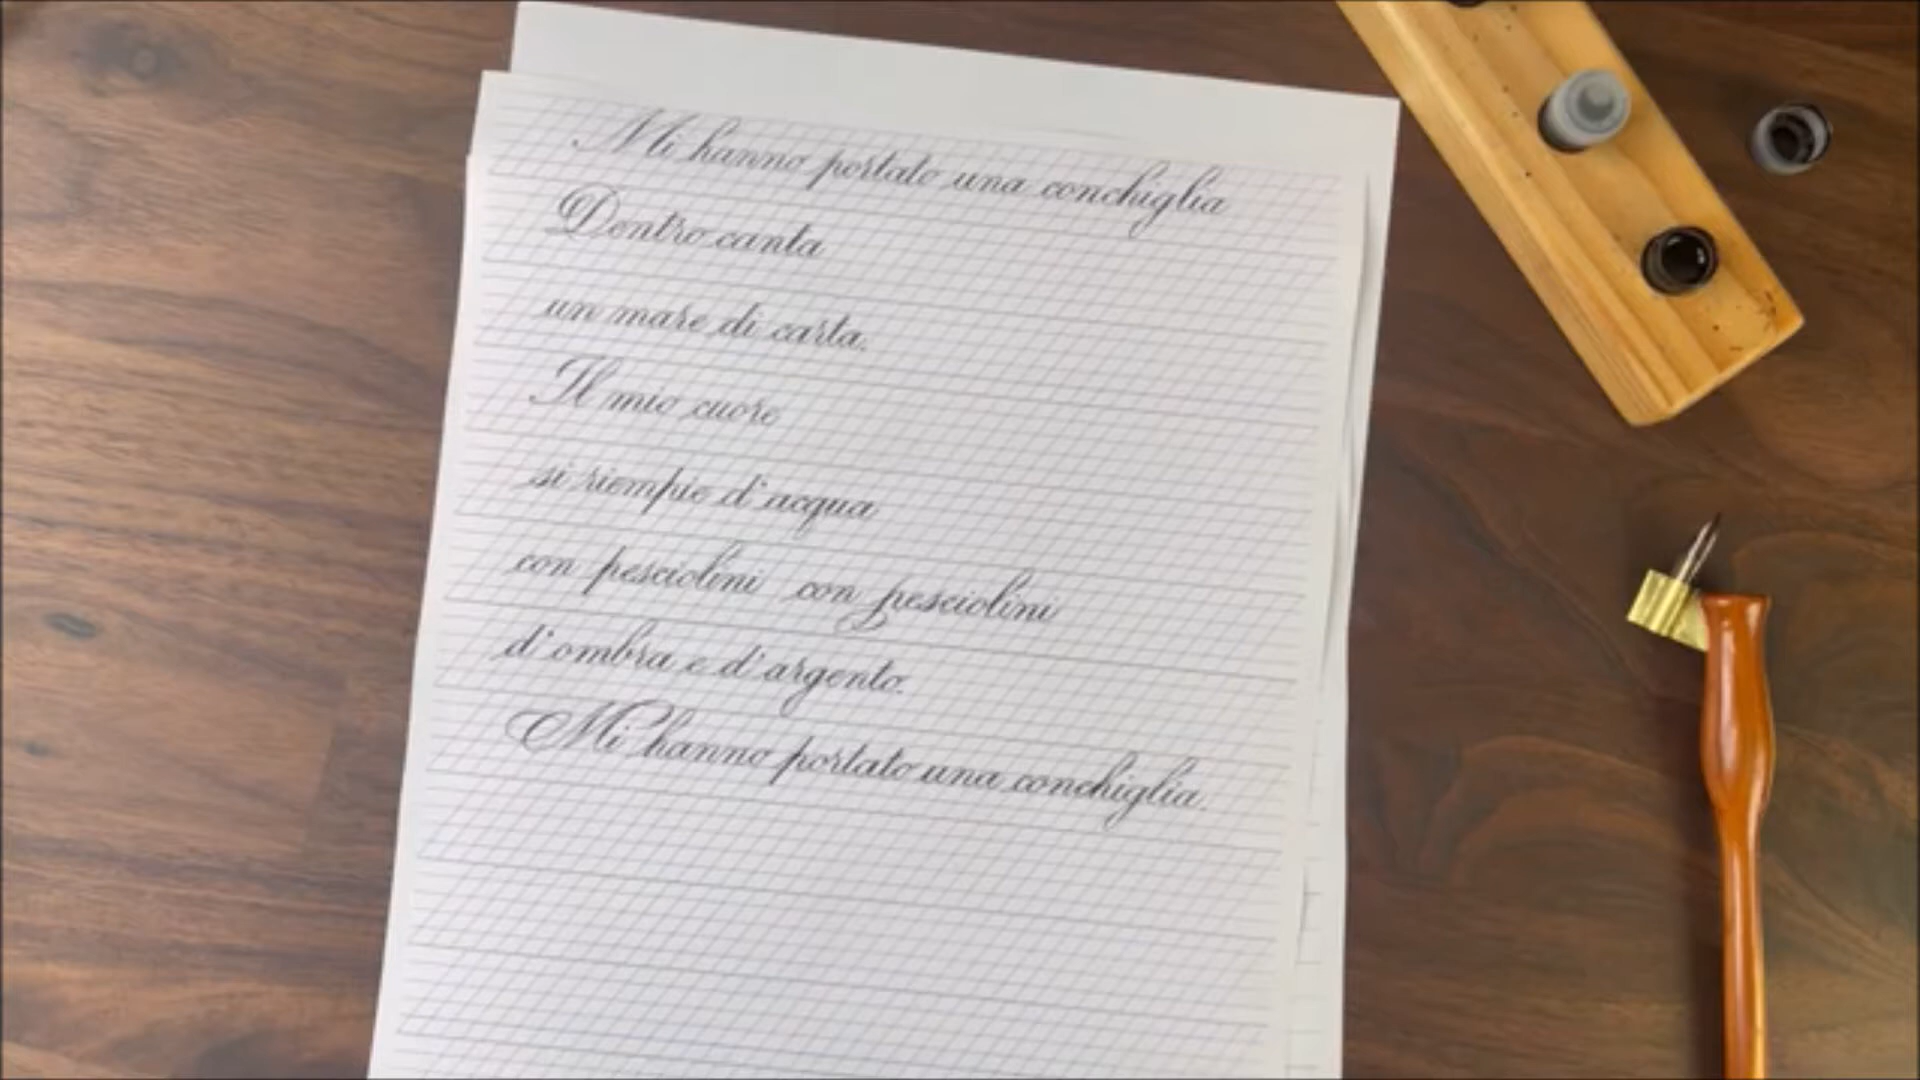 Mi hanno portato una conchiglia
Dentro canta
un mare di carta.
Il mio cuore
si riempie d'acqua
con pesciolini con pesciolini
d'ombra e d'argento.
Mi hanno portato una conchiglia.